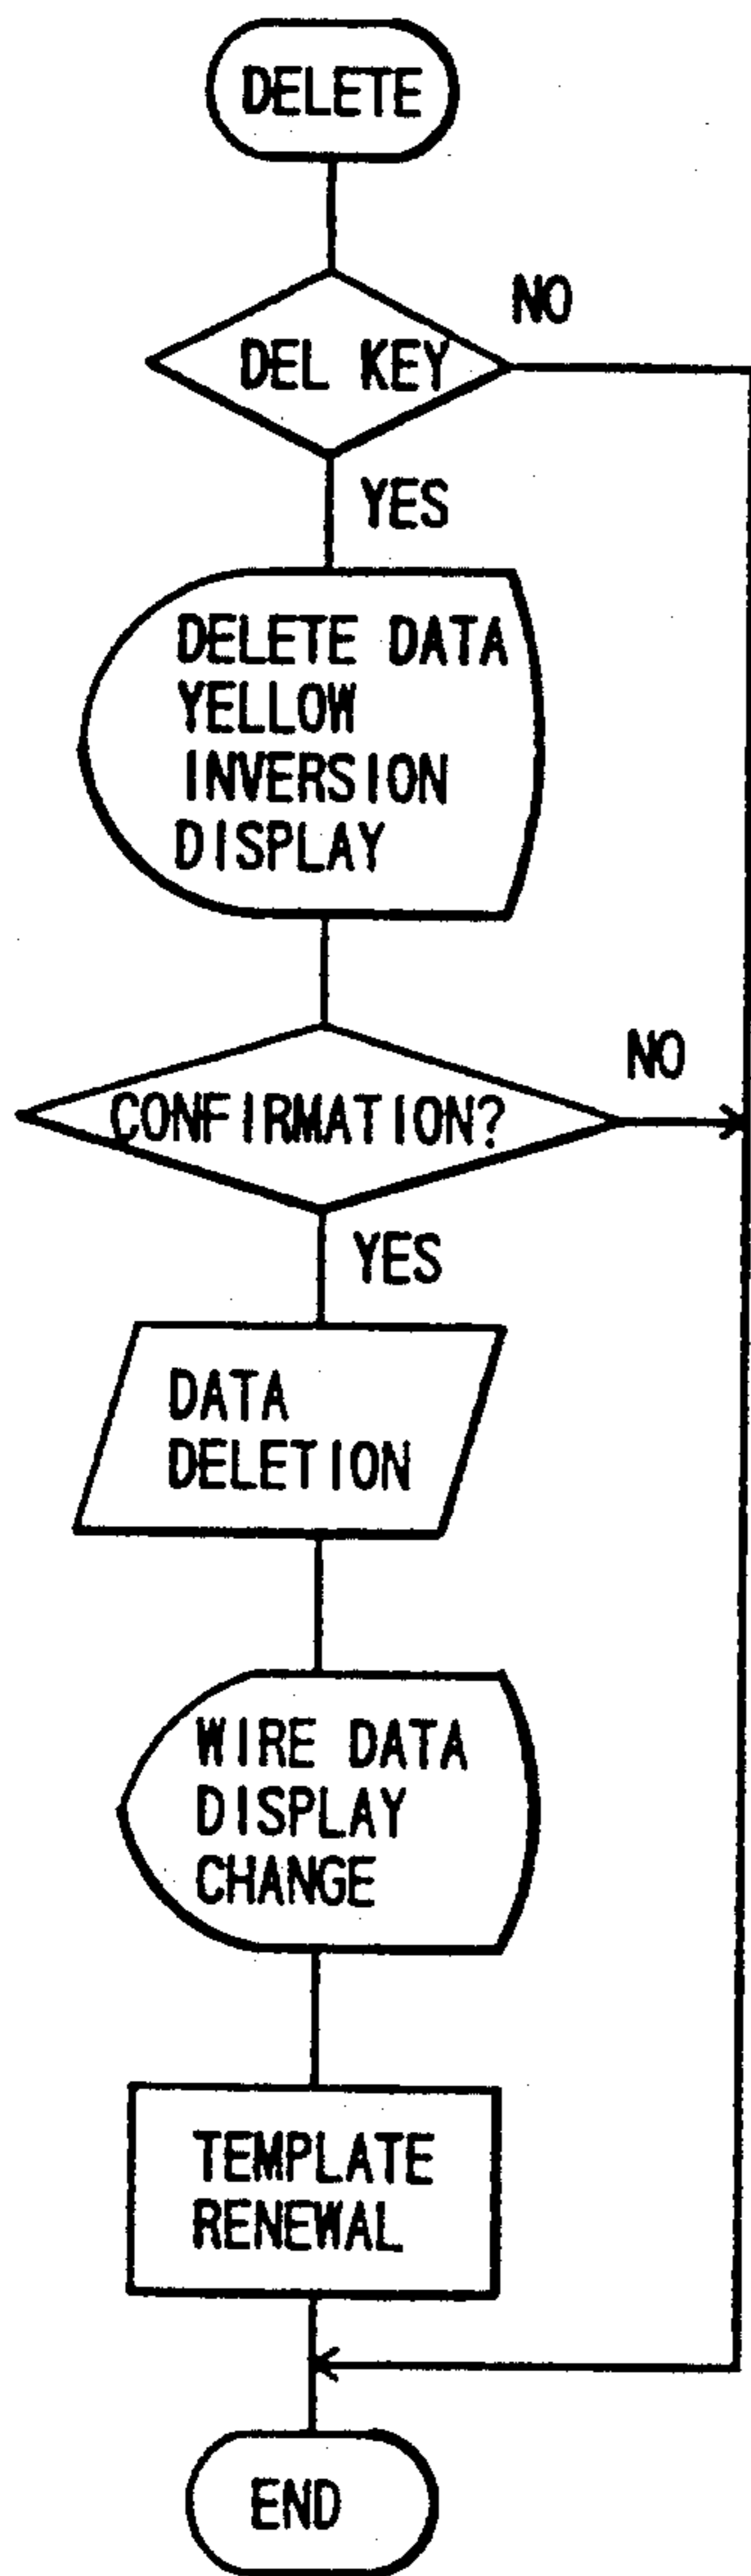 DELETE
NO
DEL KEY
YES
DELETE DATA
YELLOW
INVERSION
DISPLAY
NO
CONFIRMATION?
YES
DATA
DELETION
WIRE DATA
DISPLAY
CHANGE
TEMPLATE
RENEWAL
END